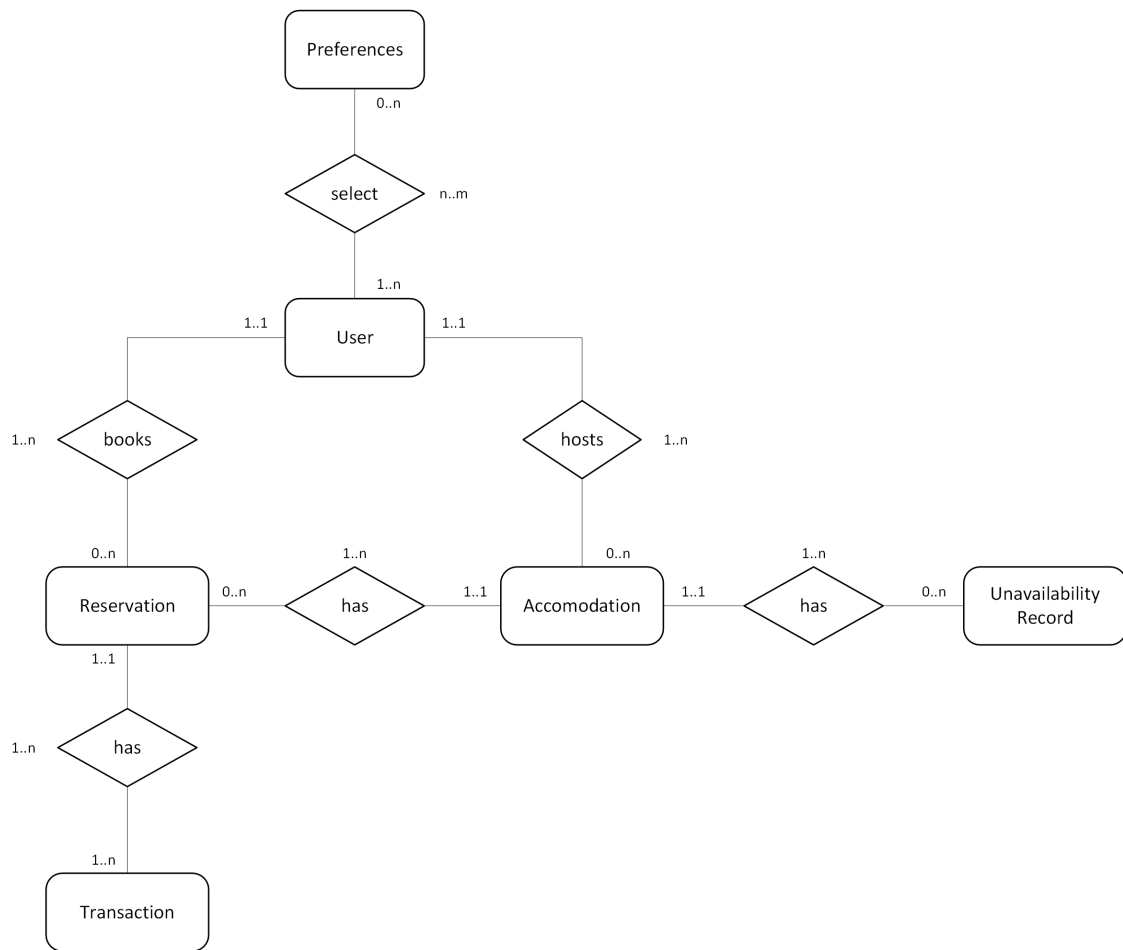 Preferences
0..n
select
n..m
1..n
1..1
User
1..1
1..n
books
hosts
1..n
0..n
1..n
0..n
1..n
Reservation
0..n
has
1..1
Accomodation
1..1
has
0..n
Unavailability
Record
1..1
1..n
has
1..n
Transaction